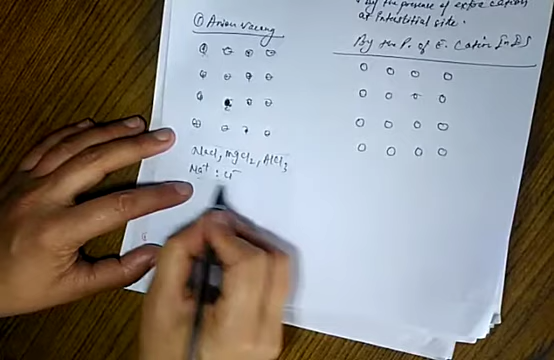 By the presence of extra cation
at Interstitial site.
① Anion Vacancy
By the P. of E. Cation In I.S
NaCl, MgCl2, AlCl3
Na+ : Cl-